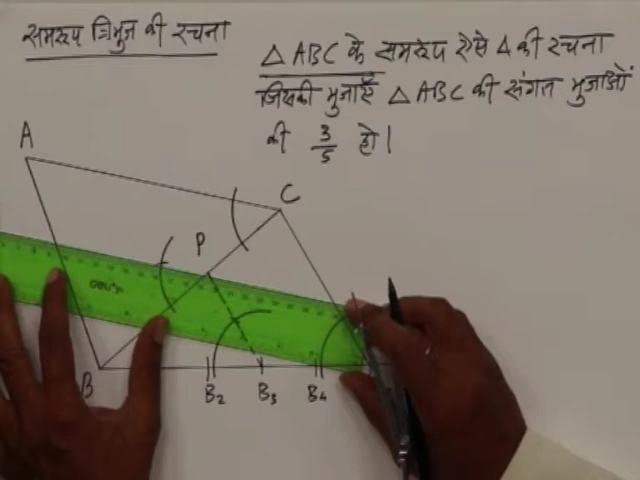 समरूप त्रिभुज की रचना
△ ABC के समरूप ऐसे △ की रचना
जिसकी भुजाएँ △ ABC की संगत भुजाओं
की 3/5 हो।
A
C
P
B
B₂ B₃ B₄